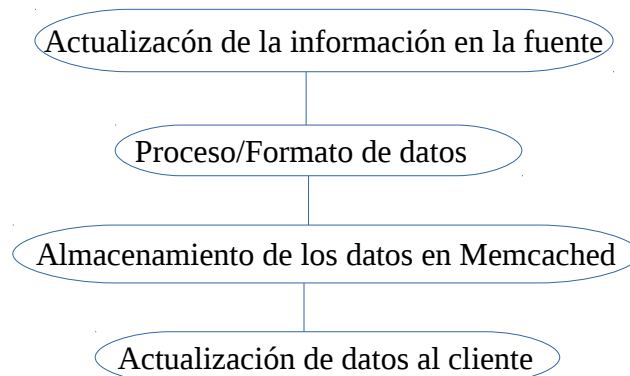 Actualizacón de la información en la fuente
Proceso/Formato de datos
Almacenamiento de los datos en Memcached
Actualización de datos al cliente